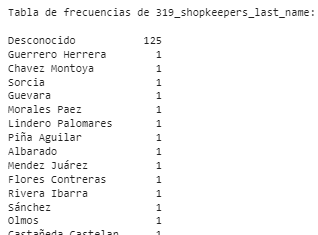 Tabla de frecuencias de 319_shopkeepers_last_name:
Desconocido 125
Guerrero Herrera 1
Chavez Montoya 1
Sorcia 1
Guevara 1
Morales Paez 1
Lindero Palomares 1
Piña Aguilar 1
Albarado 1
Mendez Juárez 1
Flores Contreras 1
Rivera Ibarra 1
Sánchez 1
Olmos 1
Castañeda Castelan 1